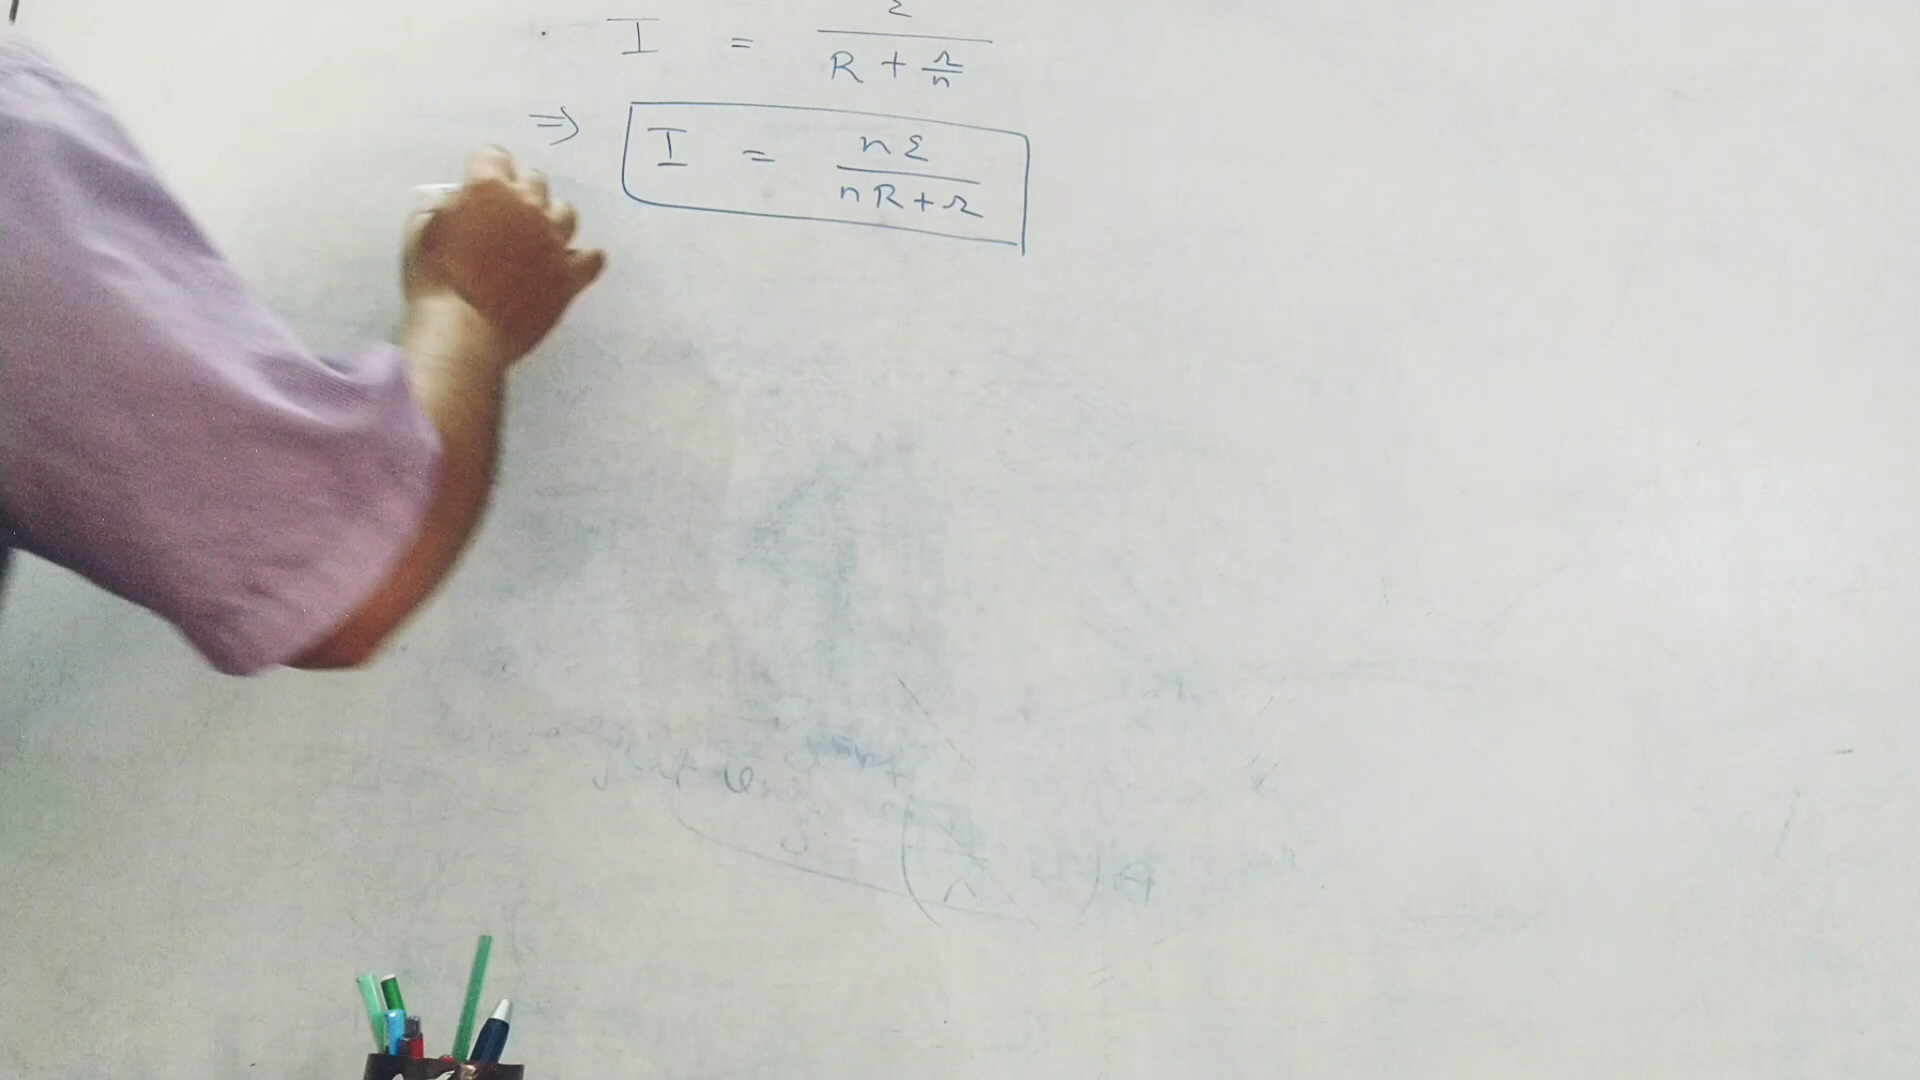 I = ε / (R + r/n)
⇒ I = nε / (nR + r)